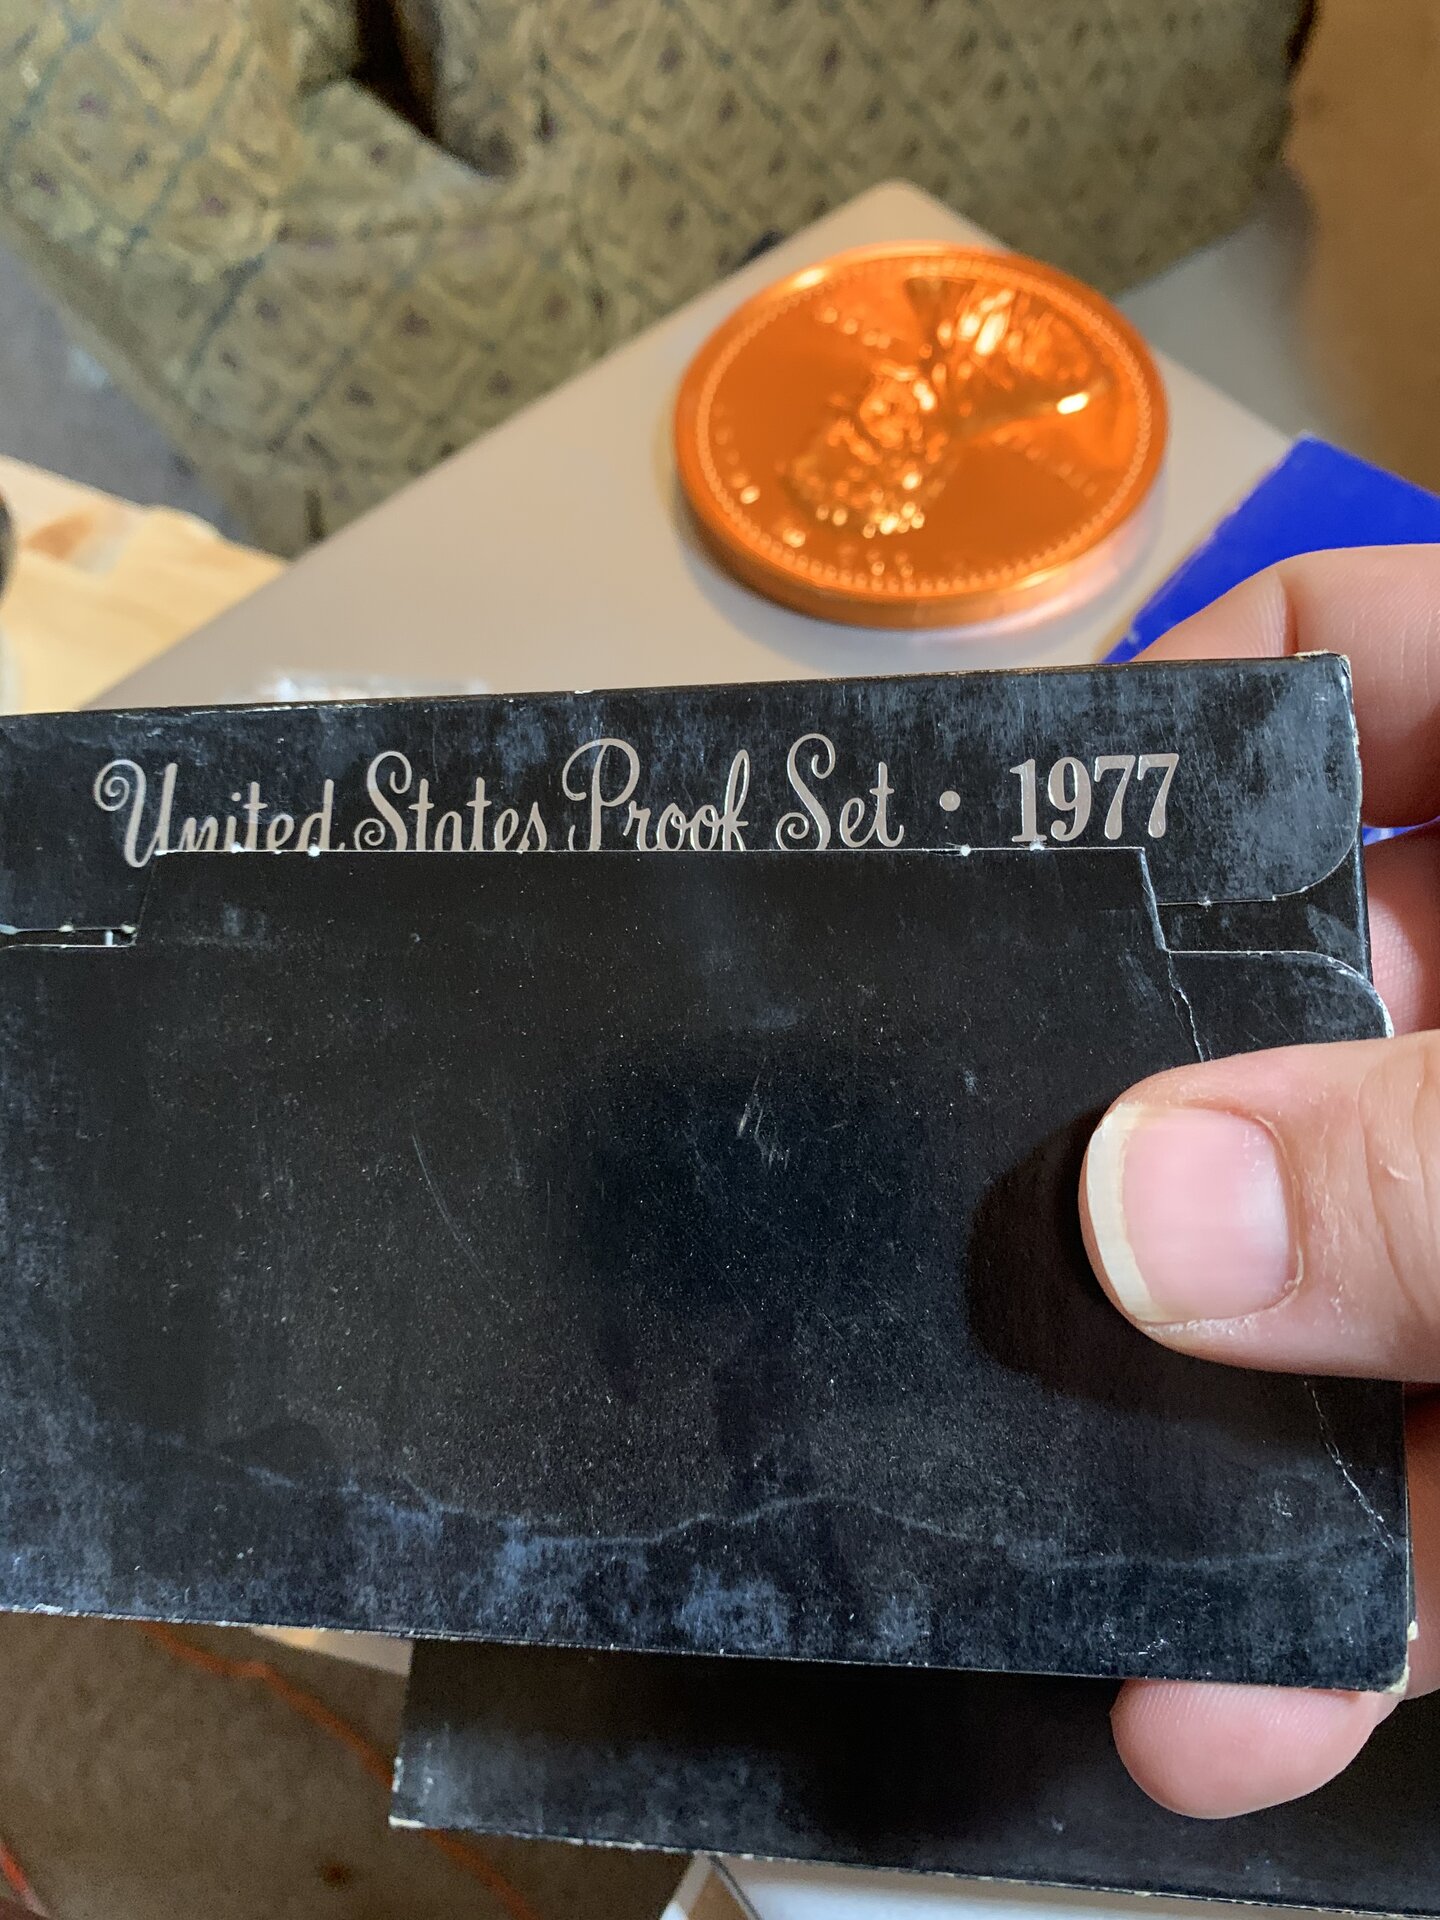 United States Proof Set • 1977